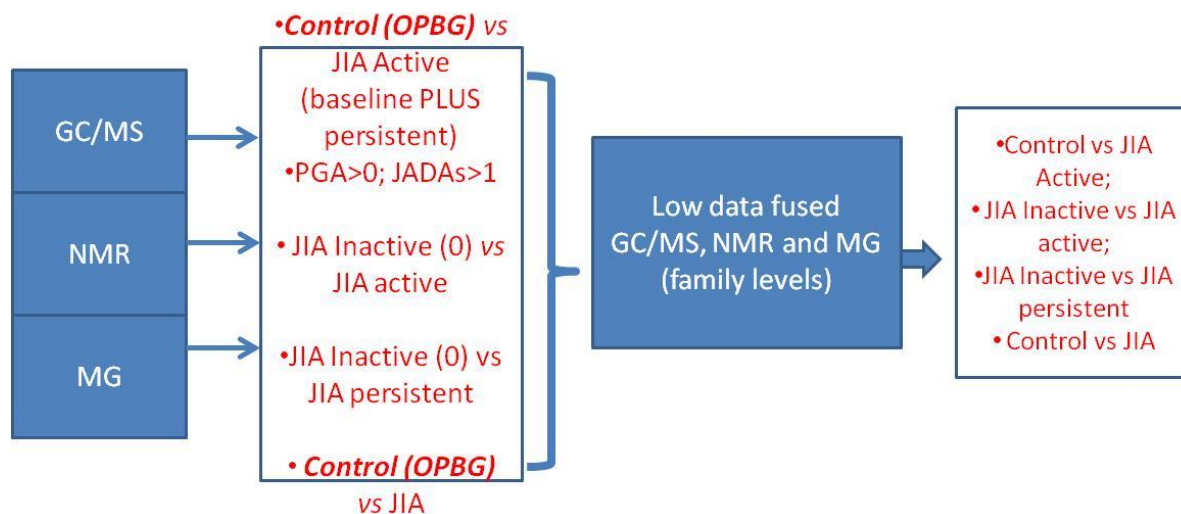 GC/MS
NMR
MG
•Control (OPBG) vs
JIA Active
(baseline PLUS
persistent)
•PGA>0; JADAs>1
• JIA Inactive (0) vs
JIA active
•JIA Inactive (0) vs
JIA persistent
• Control (OPBG)
vs JIA
Low data fused
GC/MS, NMR and MG
(family levels)
•Control vs JIA
Active;
• JIA Inactive vs JIA
active;
•JIA Inactive vs JIA
persistent
• Control vs JIA